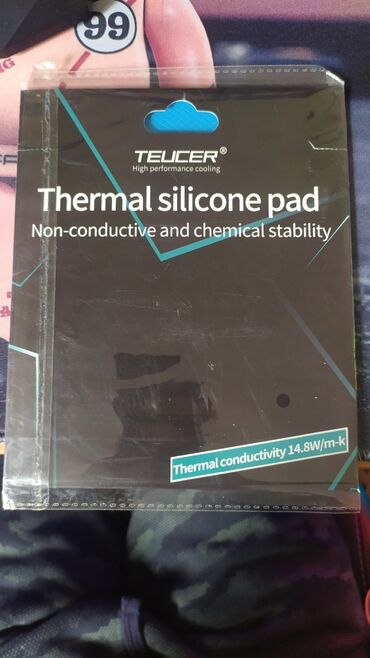 99
TEUCER®
High performance cooling
Thermal silicone pad
Non-conductive and chemical stability
Thermal conductivity 14.8W/m-k